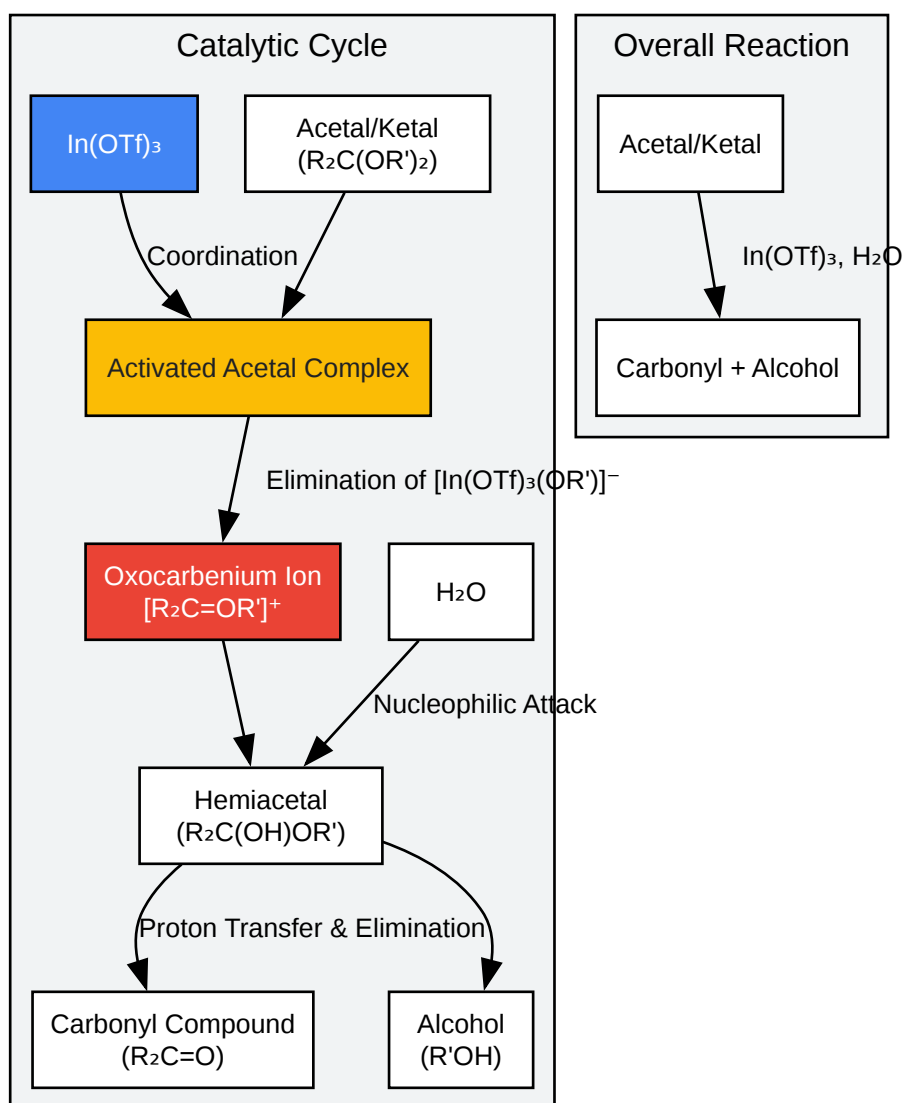 Catalytic Cycle
In(OTf)₃
Acetal/Ketal
(R₂C(OR')₂)
Coordination
Activated Acetal Complex
Elimination of [In(OTf)₃(OR')]⁻
Oxocarbenium Ion
[R₂C=OR']⁺
H₂O
Nucleophilic Attack
Hemiacetal
(R₂C(OH)OR')
Proton Transfer & Elimination
Carbonyl Compound
(R₂C=O)
Alcohol
(R'OH)
Overall Reaction
Acetal/Ketal
In(OTf)₃, H₂O
Carbonyl + Alcohol